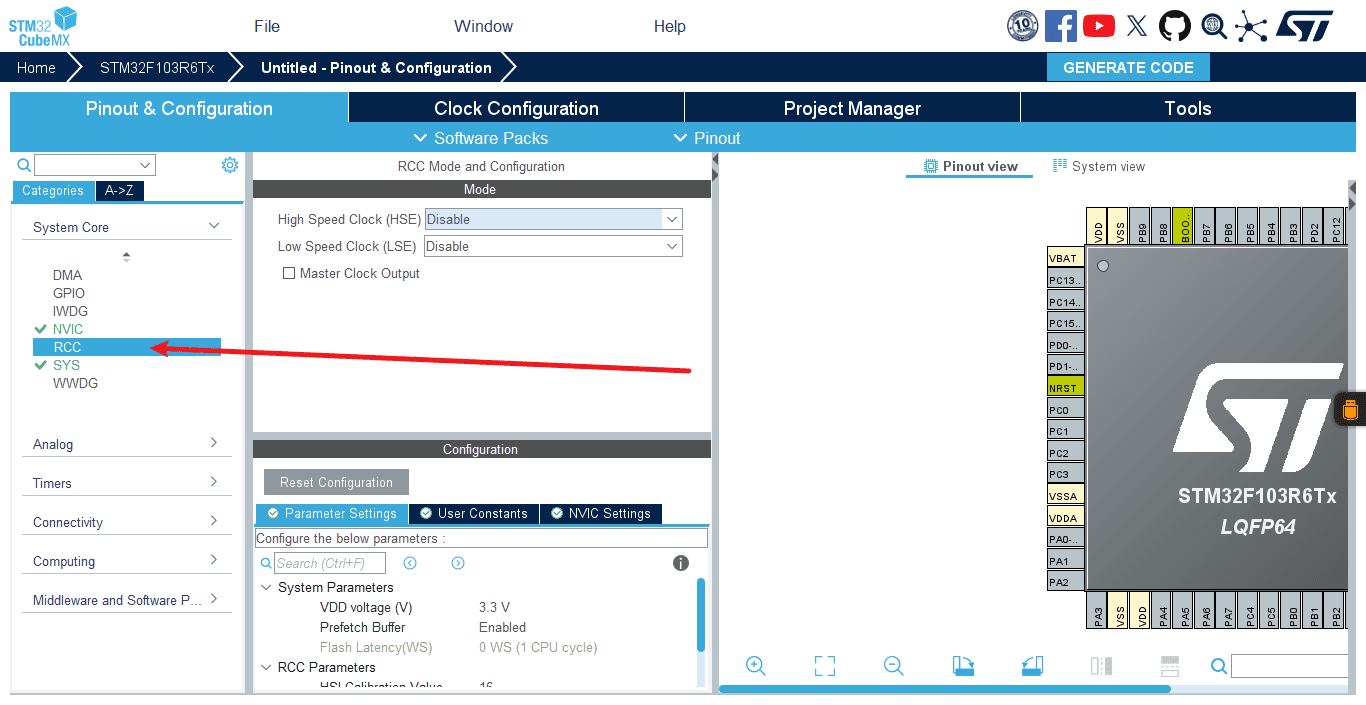 STM32
CubeMX
File
Window
Help
10
Home
STM32F103R6Tx
Untitled - Pinout & Configuration
GENERATE CODE
Pinout & Configuration
Clock Configuration
Project Manager
Tools
Software Packs
Pinout
Categories
A->Z
System Core
DMA
GPIO
IWDG
NVIC
RCC
SYS
WWDG
Analog
Timers
Connectivity
Computing
Middleware and Software P...
RCC Mode and Configuration
Mode
High Speed Clock (HSE) Disable
Low Speed Clock (LSE) Disable
Master Clock Output
Configuration
Reset Configuration
Parameter Settings
User Constants
NVIC Settings
Configure the below parameters :
Search (Ctrl+F)
System Parameters
VDD voltage (V) 3.3 V
Prefetch Buffer Enabled
Flash Latency(WS) 0 WS (1 CPU cycle)
RCC Parameters
HSI Calibration Value 16
Pinout view
System view
VDD
VSS
PB9
PB8
BOO..
PB7
PB6
PB5
PB4
PB3
PD2
PC12
VBAT
PC13..
PC14..
PC15..
PD0-..
PD1-..
NRST
PC0
PC1
PC2
PC3
VSSA
VDDA
PA0-..
PA1
PA2
STM32F103R6Tx
LQFP64
PA3
VSS
VDD
PA4
PA5
PA6
PA7
PC4
PC5
PB0
PB1
PB2